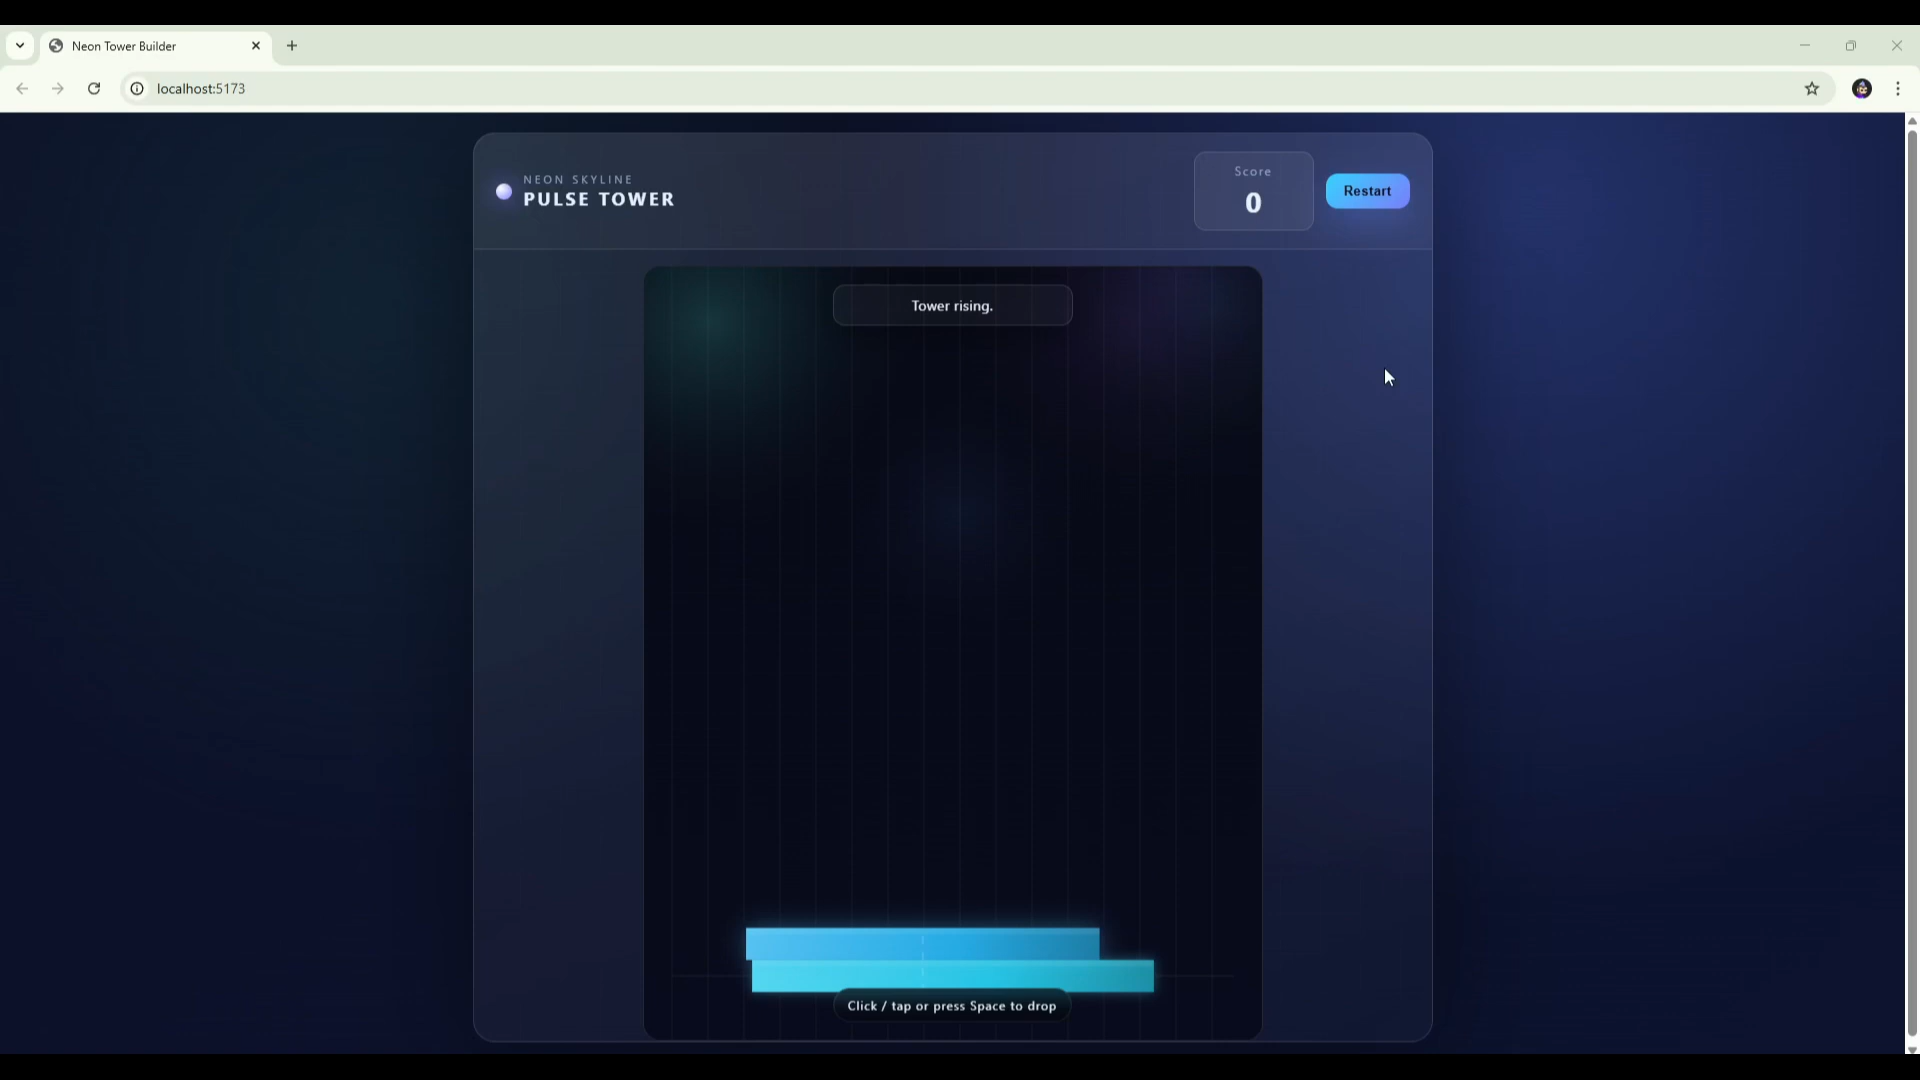 Neon Tower Builder
localhost:5173
NEON SKYLINE
PULSE TOWER
Score
0
Restart
Tower rising.
Click / tap or press Space to drop